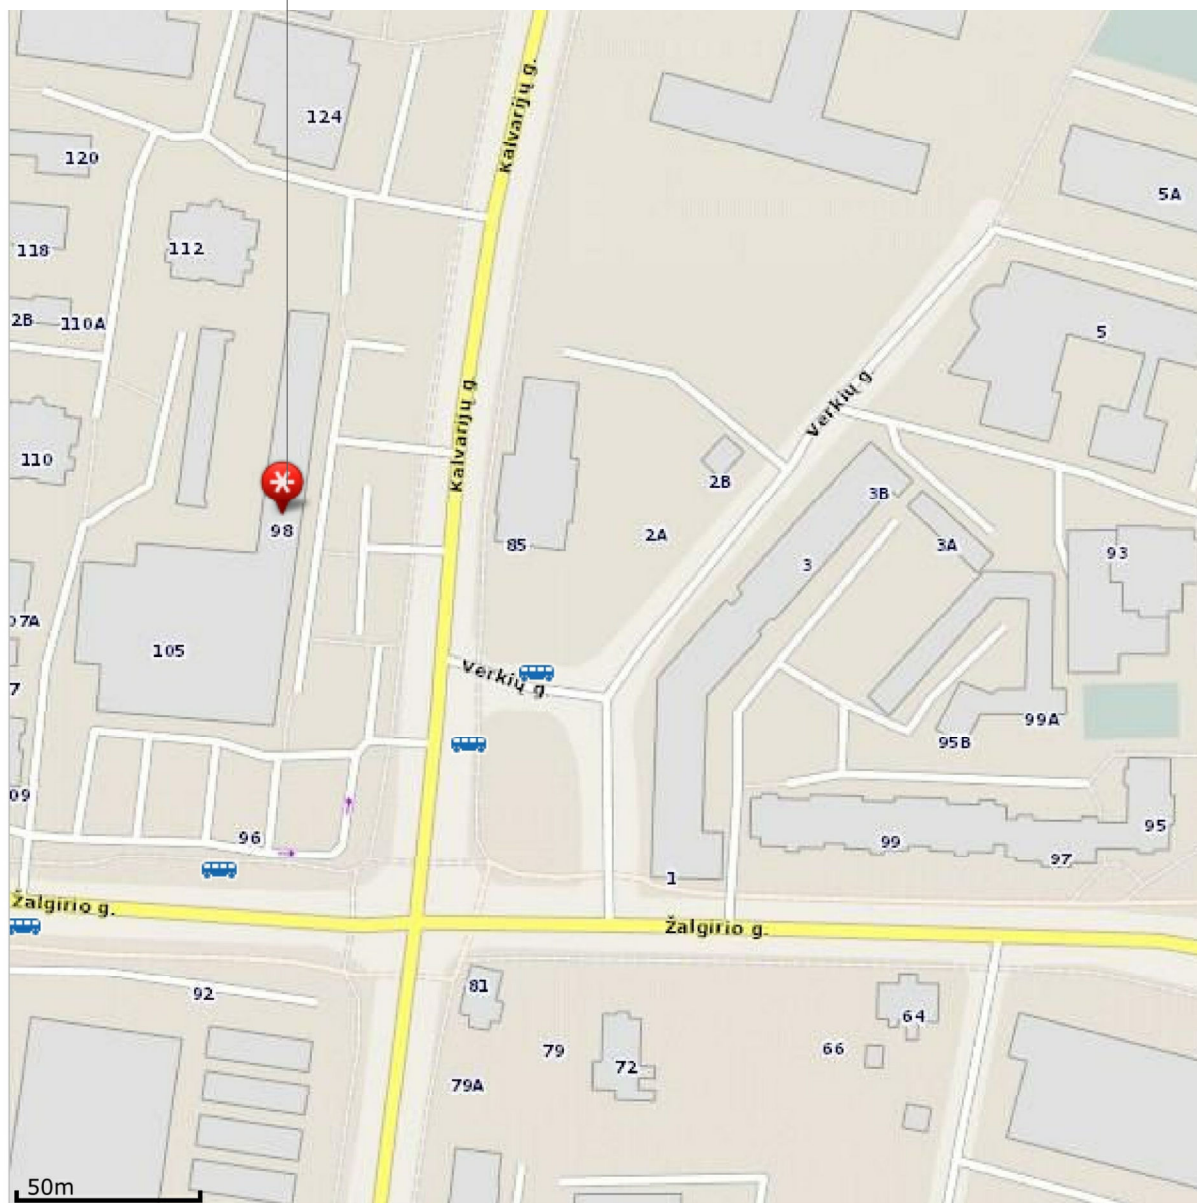 124
Kalvarijų g.
120
5A
118
112
2B
110A
5
Kalvarijų g.
Verkių g.
110
2B
3B
98
85
2A
3A
93
3
105
Verkių g.
7
99A
95B
09
96
99
95
97
1
Žalgirio g.
Žalgirio g.
92
81
64
79
66
72
79A
50m